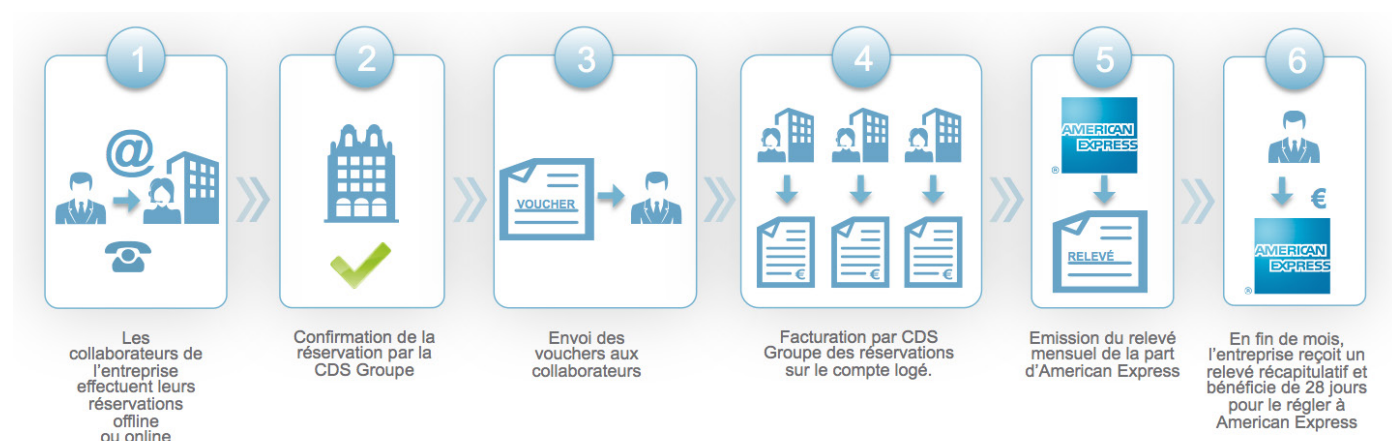 1
2
3
4
5
6
@
VOUCHER
€
€
€
AMERICAN
EXPRESS
®
RELEVÉ
€
AMERICAN
EXPRESS
®
Les
collaborateurs de
l’entreprise
effectuent leurs
réservations
offline
ou online
Confirmation de la
réservation par la
CDS Groupe
Envoi des
vouchers aux
collaborateurs
Facturation par CDS
Groupe des réservations
sur le compte logé.
Emission du relevé
mensuel de la part
d’American Express
En fin de mois,
l’entreprise reçoit un
relevé récapitulatif et
bénéficie de 28 jours
pour le régler à
American Express